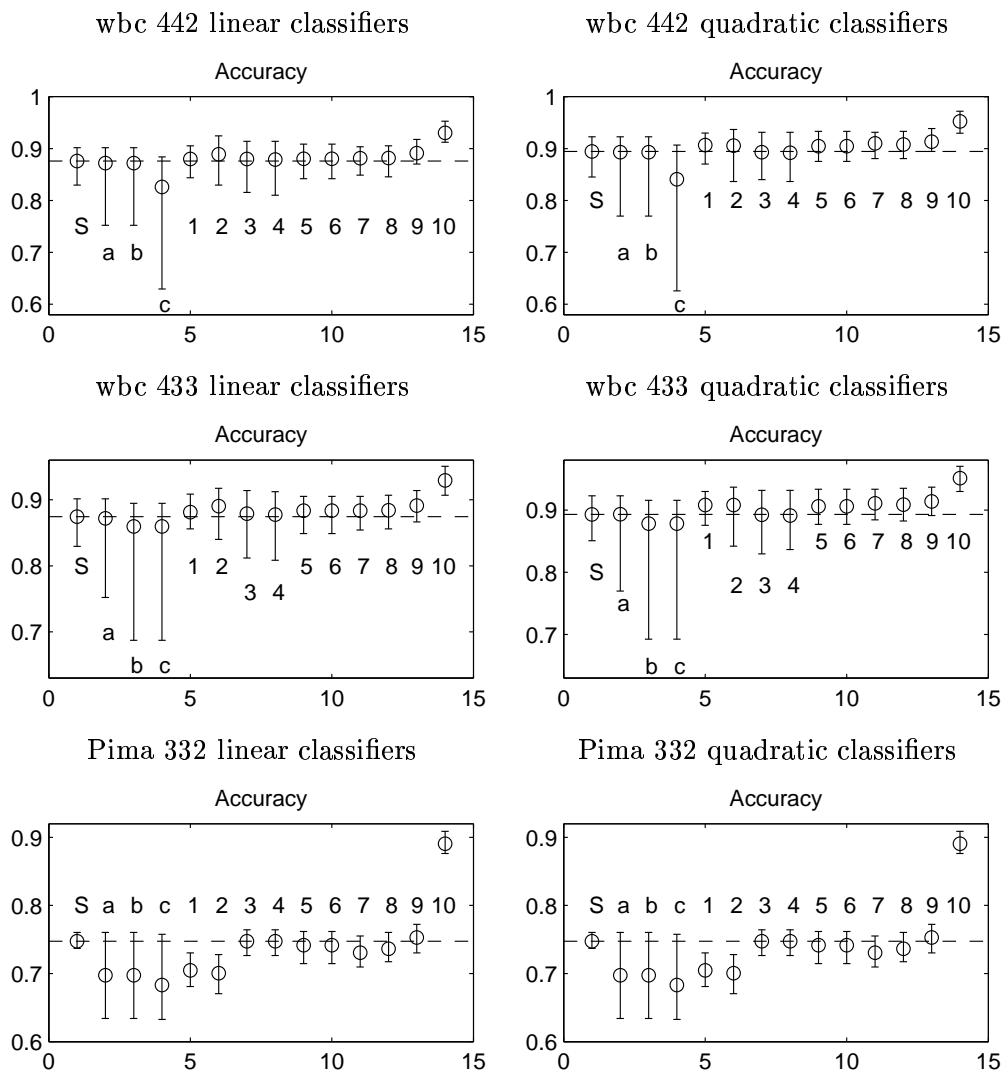 wbc 442 linear classifiers
Accuracy
1
0.9
0.8
0.7
0.6
S a b c 1 2 3 4 5 6 7 8 9 10
0 5 10 15
wbc 442 quadratic classifiers
Accuracy
1
0.9
0.8
0.7
0.6
S a b c 1 2 3 4 5 6 7 8 9 10
0 5 10 15
wbc 433 linear classifiers
Accuracy
0.9
0.8
0.7
S a b c 1 2 3 4 5 6 7 8 9 10
0 5 10 15
wbc 433 quadratic classifiers
Accuracy
0.9
0.8
0.7
S a b c 1 2 3 4 5 6 7 8 9 10
0 5 10 15
Pima 332 linear classifiers
Accuracy
0.9
0.8
0.7
0.6
S a b c 1 2 3 4 5 6 7 8 9 10
0 5 10 15
Pima 332 quadratic classifiers
Accuracy
0.9
0.8
0.7
0.6
S a b c 1 2 3 4 5 6 7 8 9 10
0 5 10 15